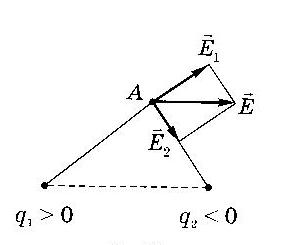 E⃗₁
A
E⃗
E⃗₂
q₁ > 0
q₂ < 0